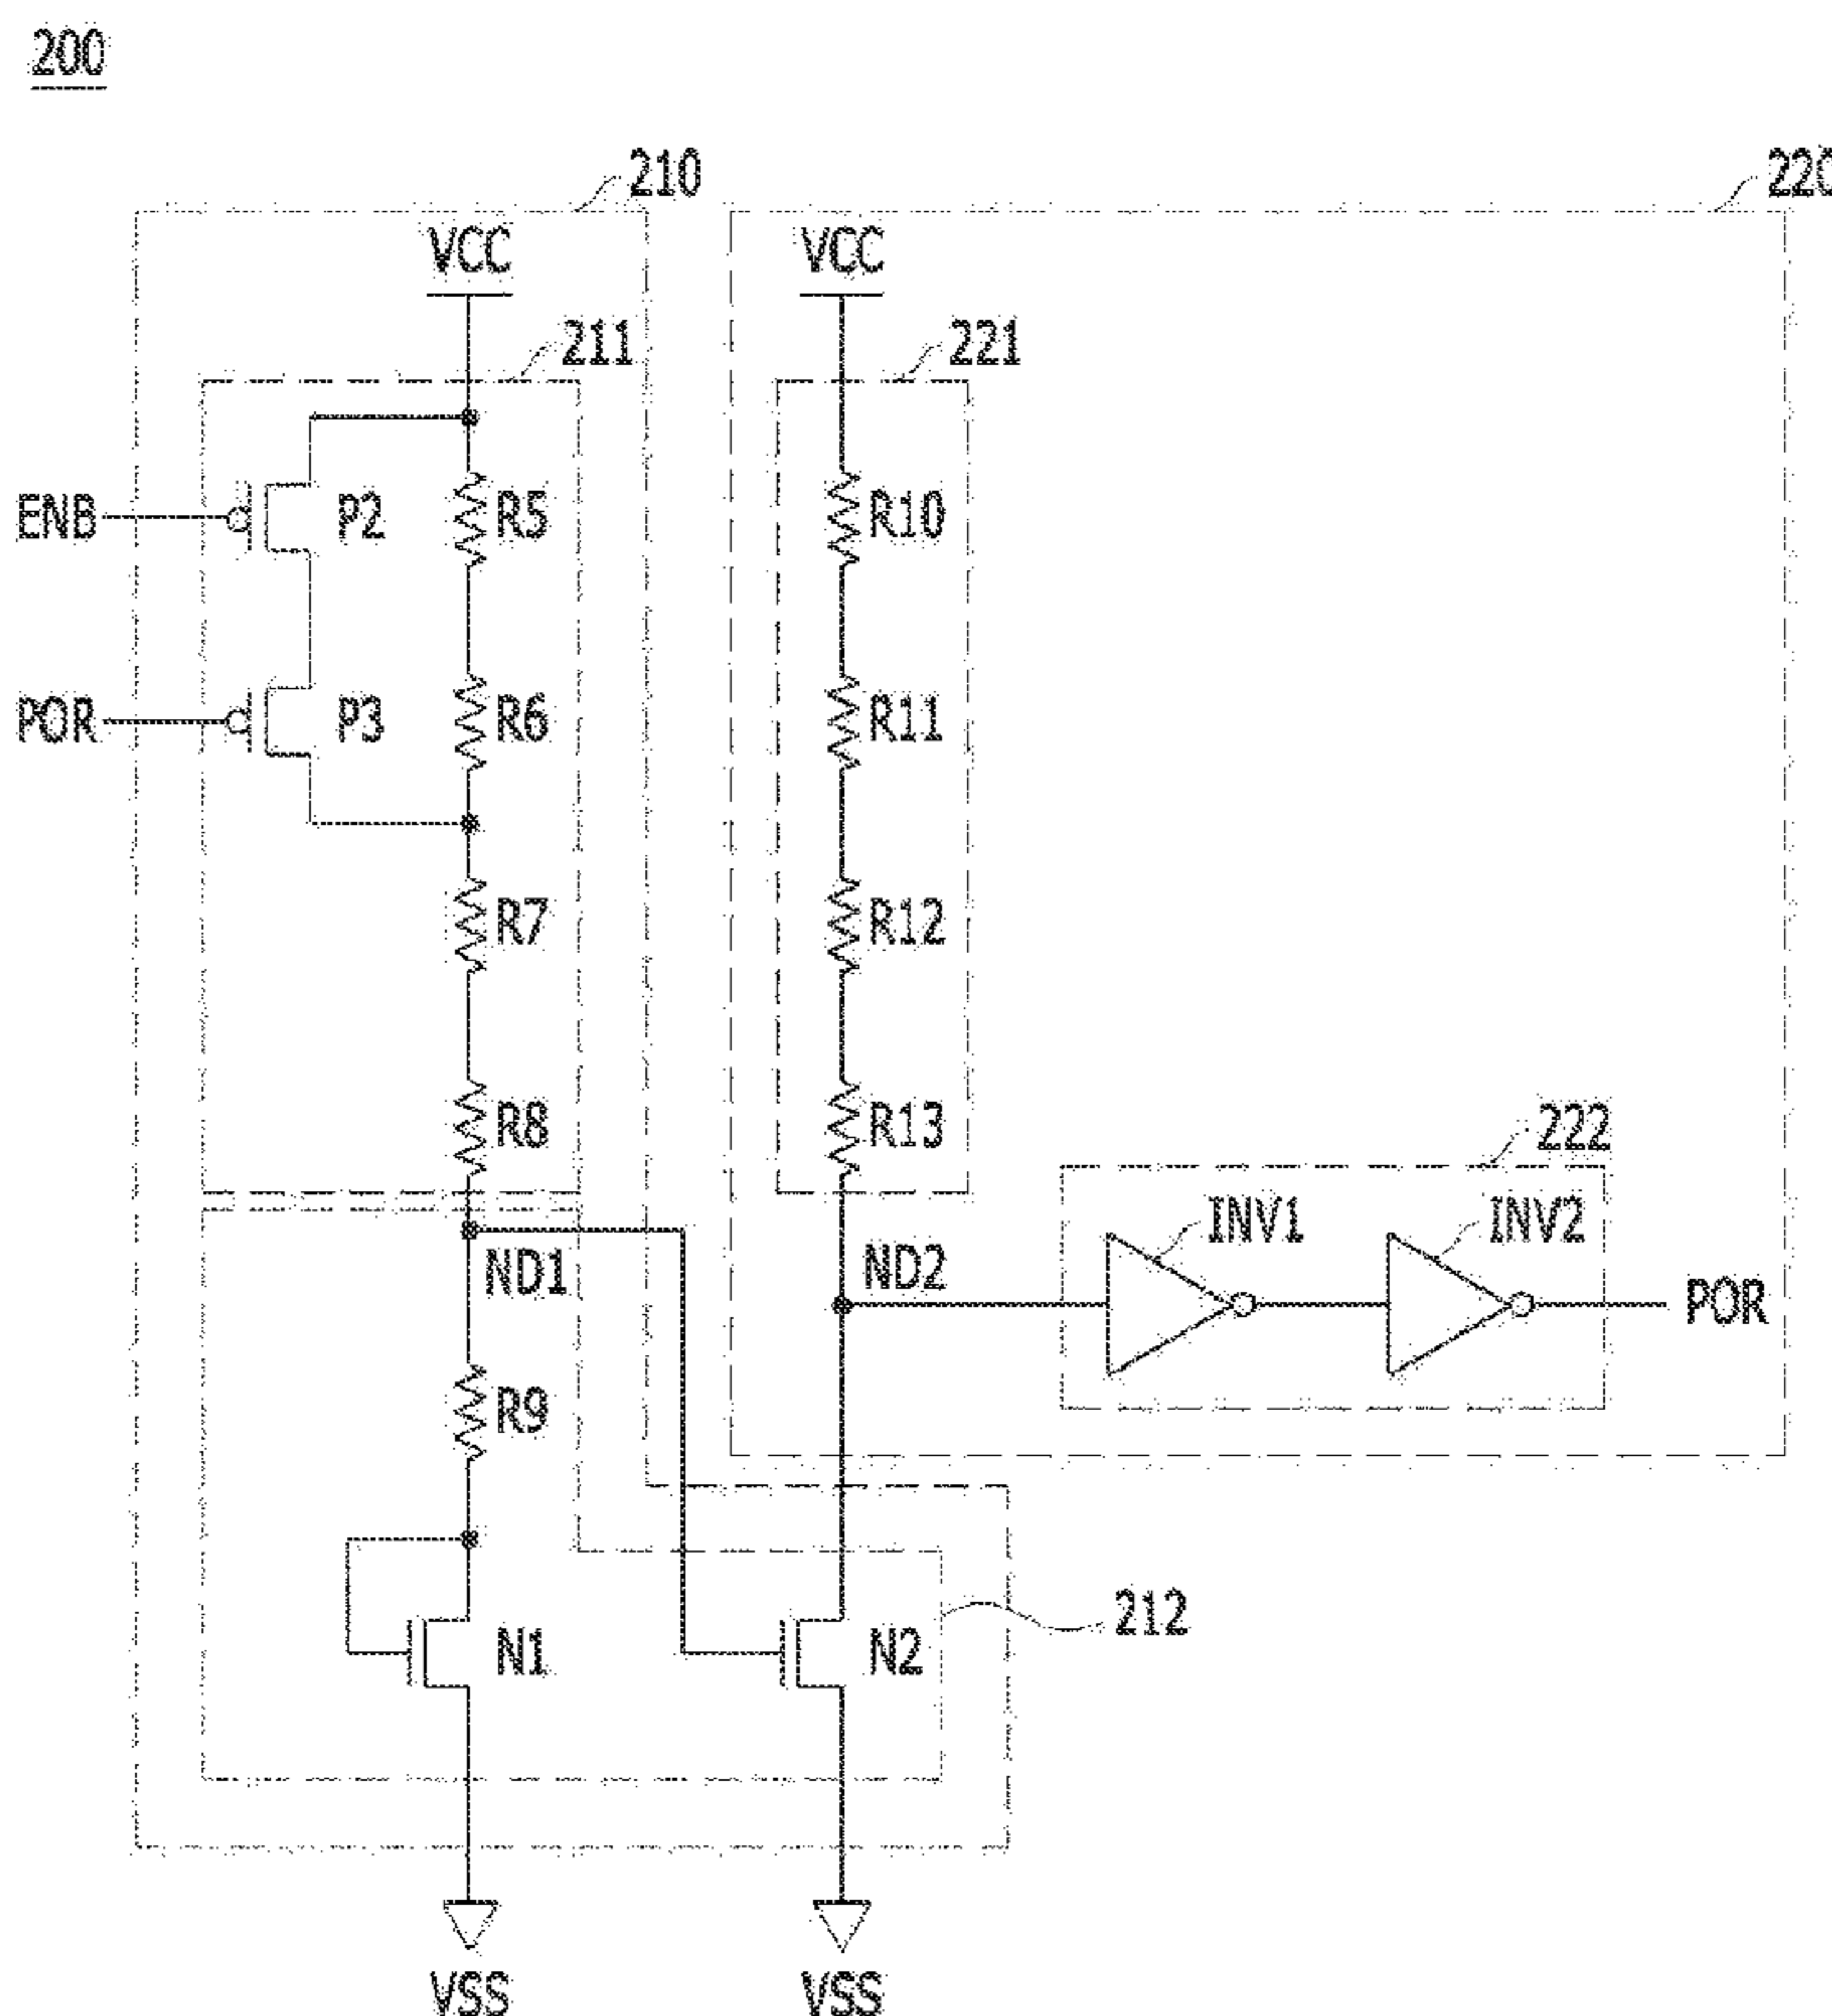 200
210
220
VCC
VCC
211
221
ENB
P2
R5
R10
POR
P3
R6
R11
R7
R12
R8
R13
222
INV1
INV2
ND1
ND2
POR
R9
212
N1
N2
VSS
VSS